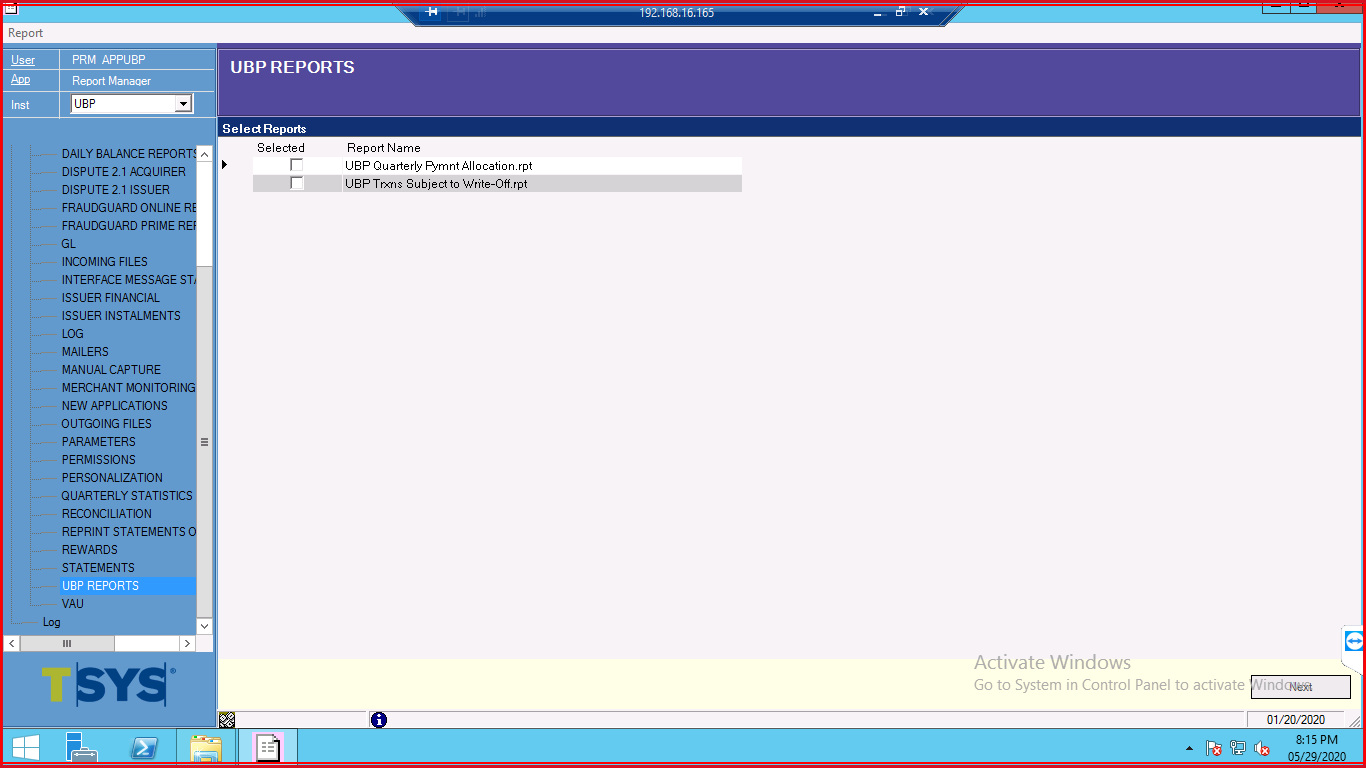 192.168.16.165
Report
User PRM APPUBP
App Report Manager
Inst UBP
UBP REPORTS
Select Reports
Selected Report Name
UBP Quarterly Pymnt Allocation.rpt
UBP Trxns Subject to Write-Off.rpt
DAILY BALANCE REPORTS
DISPUTE 2.1 ACQUIRER
DISPUTE 2.1 ISSUER
FRAUDGUARD ONLINE RE
FRAUDGUARD PRIME REF
GL
INCOMING FILES
INTERFACE MESSAGE STA
ISSUER FINANCIAL
ISSUER INSTALMENTS
LOG
MAILERS
MANUAL CAPTURE
MERCHANT MONITORING
NEW APPLICATIONS
OUTGOING FILES
PARAMETERS
PERMISSIONS
PERSONALIZATION
QUARTERLY STATISTICS
RECONCILIATION
REPRINT STATEMENTS O
REWARDS
STATEMENTS
UBP REPORTS
VAU
Log
TSYS®
Activate Windows
Go to System in Control Panel to activate Windows.
Next
01/20/2020
8:15 PM
05/29/2020